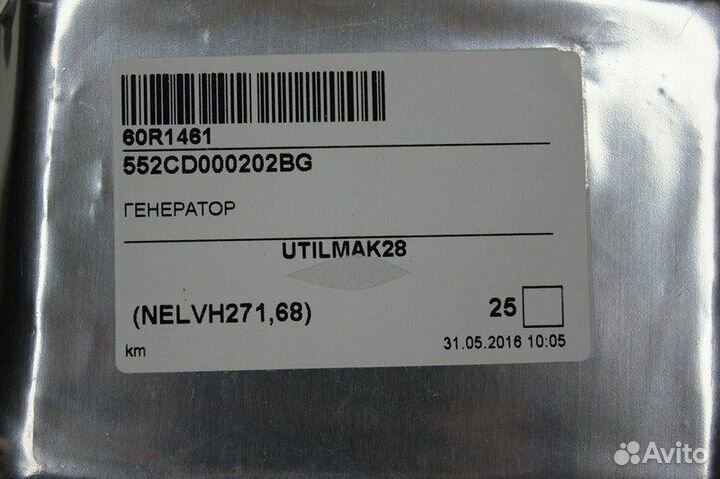 60R1461
552CD000202BG
ГЕНЕРАТОР
UTILMAK28
(NELVH271,68) 25
km 31.05.2016 10:05
Avito